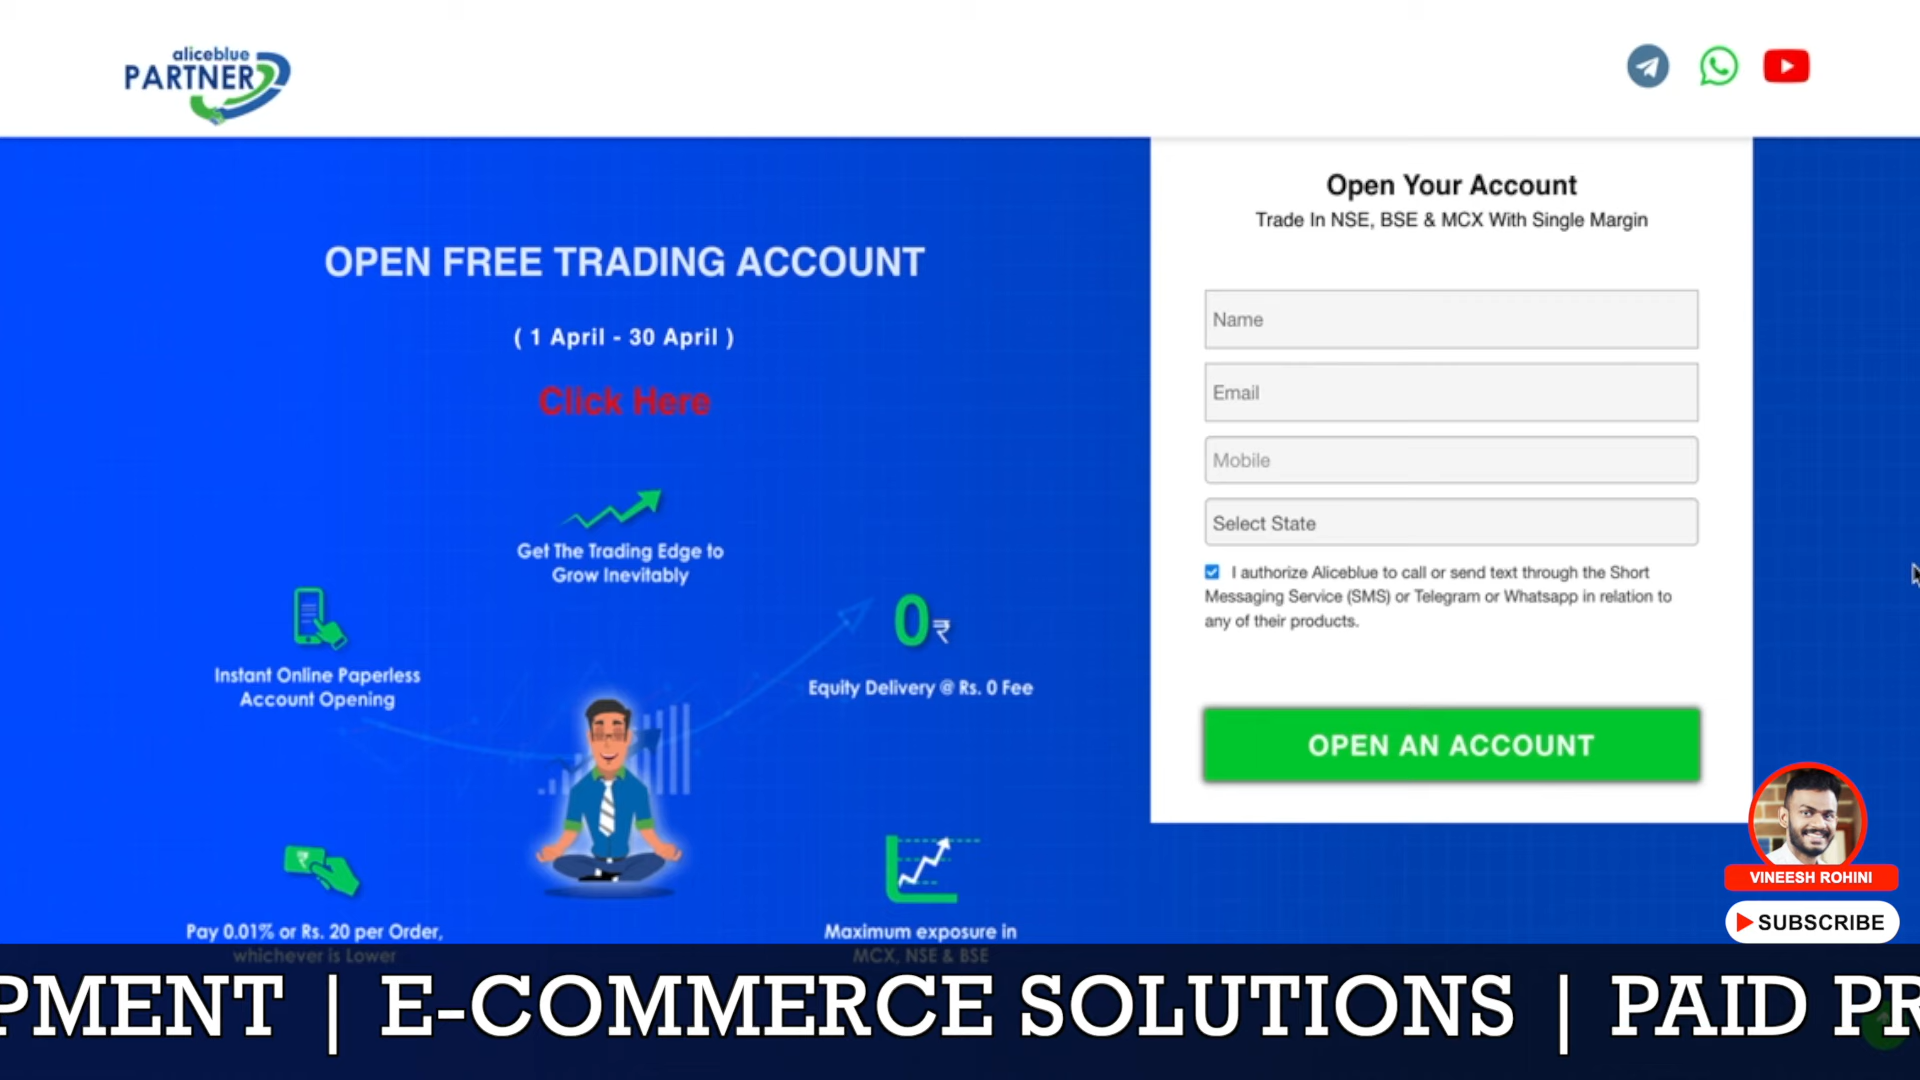 aliceblue
PARTNER
OPEN FREE TRADING ACCOUNT
( 1 April - 30 April )
Click Here
Get The Trading Edge to
Grow Inevitably
Instant Online Paperless
Account Opening
0₹
Equity Delivery @ Rs. 0 Fee
Pay 0.01% or Rs. 20 per Order,
whichever is Lower
Maximum exposure in
MCX, NSE & BSE
Open Your Account
Trade In NSE, BSE & MCX With Single Margin
Name
Email
Mobile
Select State
I authorize Aliceblue to call or send text through the Short
Messaging Service (SMS) or Telegram or Whatsapp in relation to
any of their products.
OPEN AN ACCOUNT
VINEESH ROHINI
SUBSCRIBE
PMENT | E-COMMERCE SOLUTIONS | PAID PR